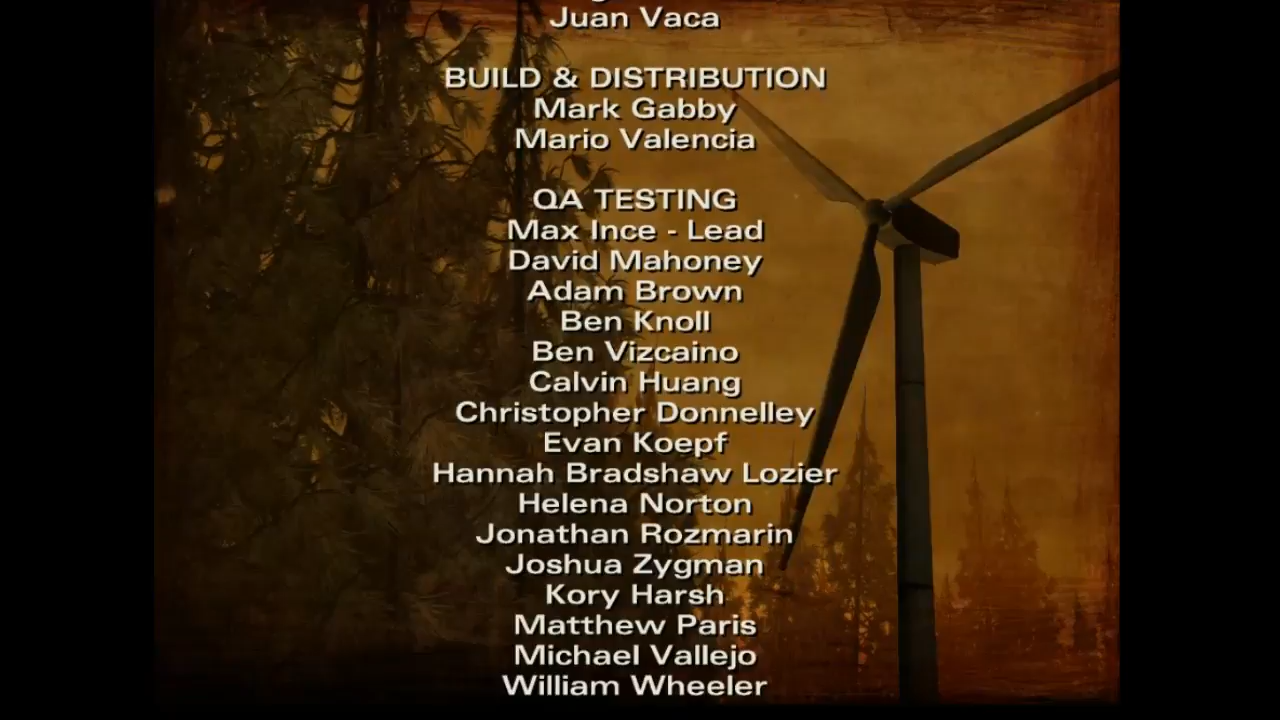 Juan Vaca
BUILD & DISTRIBUTION
Mark Gabby
Mario Valencia
QA TESTING
Max Ince - Lead
David Mahoney
Adam Brown
Ben Knoll
Ben Vizcaino
Calvin Huang
Christopher Donnelley
Evan Koepf
Hannah Bradshaw Lozier
Helena Norton
Jonathan Rozmarin
Joshua Zygman
Kory Harsh
Matthew Paris
Michael Vallejo
William Wheeler